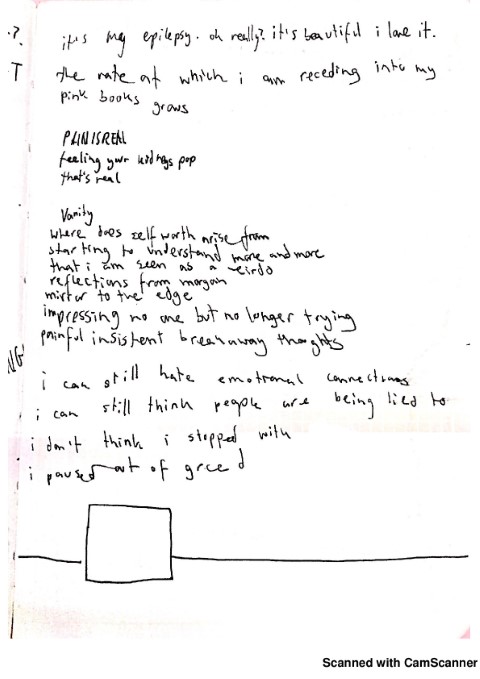 .?
it's my epilepsy. oh really? it's beautiful i love it.
T
the rate at which i am receding into my
pink books grows
PAINISREAL
feeling your kidneys pop
that's real
Vanity
where does self worth arise from
starting to understand more and more
that i am seen as a weirdo
reflections from margain
mirror to the edge
impressing no one but no longer trying
painful insistent breakaway thoughts
NG
i can still hate emotional connections
i can still think people are being lied to
i don't think i stopped with
i paused out of greed
Scanned with CamScanner